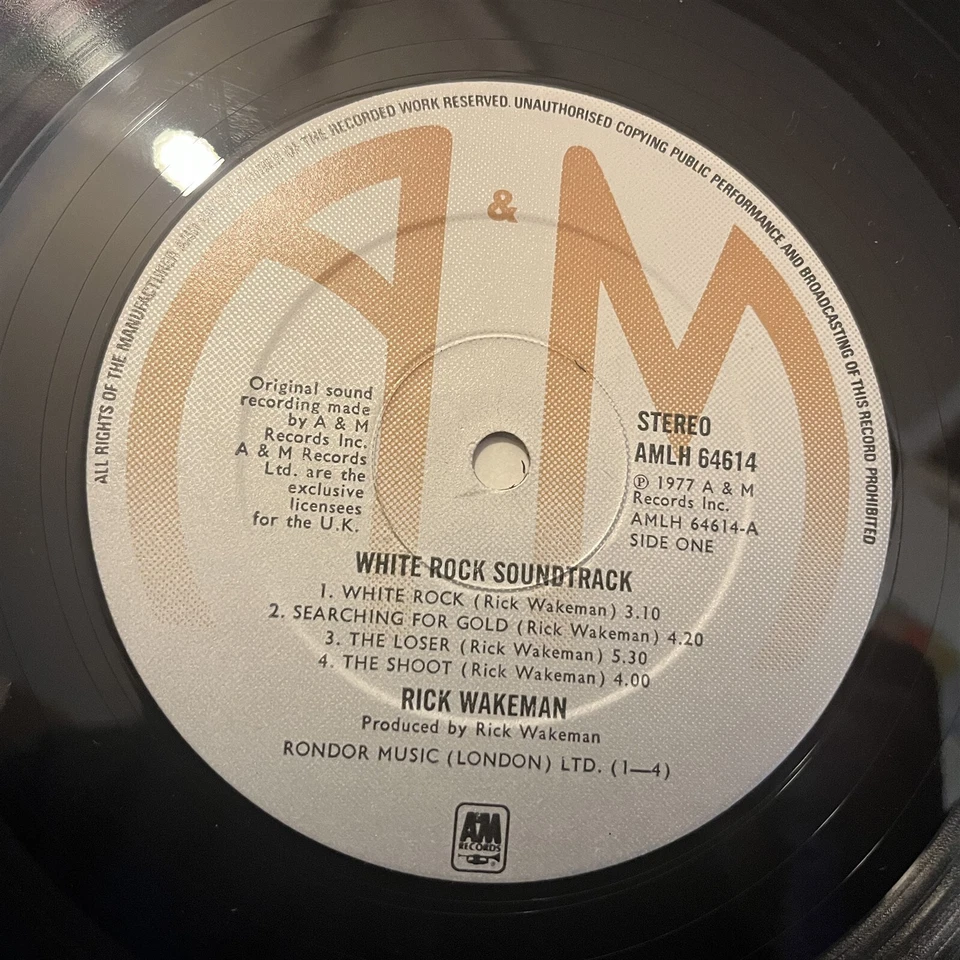 ALL RIGHTS OF THE MANUFACTURER AND OF THE RECORDED WORK RESERVED. UNAUTHORISED COPYING PUBLIC PERFORMANCE AND BROADCASTING OF THIS RECORD PROHIBITED
A & M
Original sound
recording made
by A & M
Records Inc.
A & M Records
Ltd. are the
exclusive
licensees
for the U.K.
STEREO
AMLH 64614
℗ 1977 A & M
Records Inc.
AMLH 64614-A
SIDE ONE
WHITE ROCK SOUNDTRACK
1. WHITE ROCK (Rick Wakeman) 3.10
2. SEARCHING FOR GOLD (Rick Wakeman) 4.20
3. THE LOSER (Rick Wakeman) 5.30
4. THE SHOOT (Rick Wakeman) 4.00
RICK WAKEMAN
Produced by Rick Wakeman
RONDOR MUSIC (LONDON) LTD. (1—4)
A&M
RECORDS
®